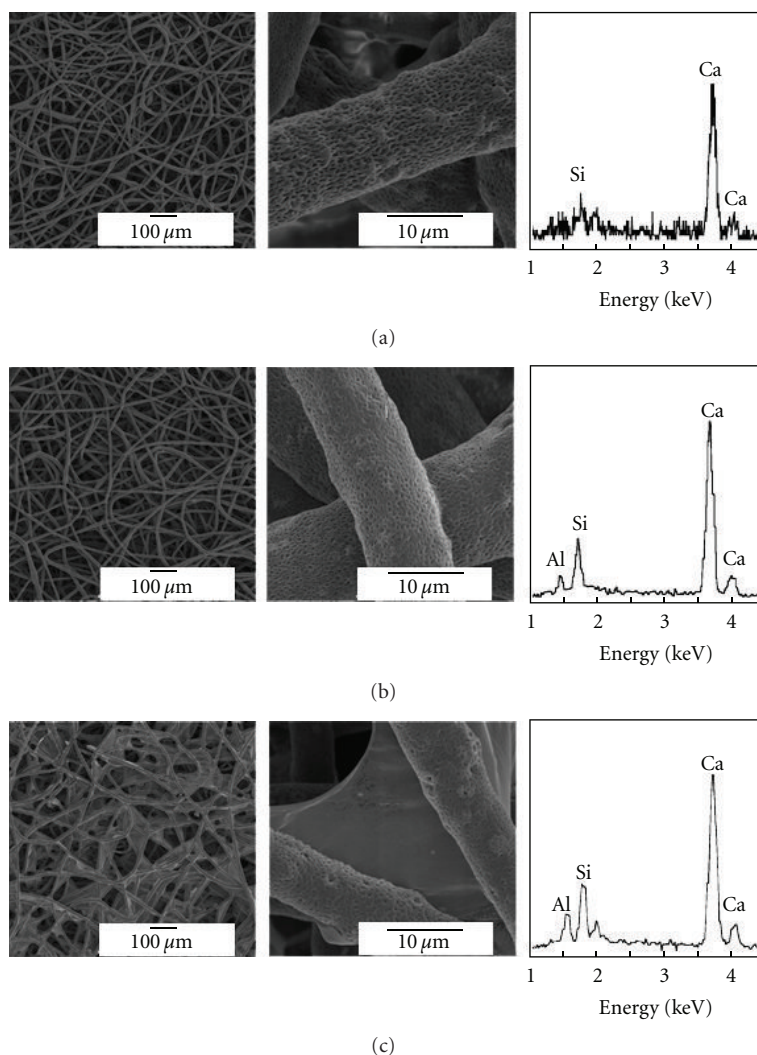 100 μm
10 μm
Si
Ca
Ca
1 2 3 4
Energy (keV)
(a)
100 μm
10 μm
Al
Si
Ca
Ca
1 2 3 4
Energy (keV)
(b)
100 μm
10 μm
Al
Si
Ca
Ca
1 2 3 4
Energy (keV)
(c)